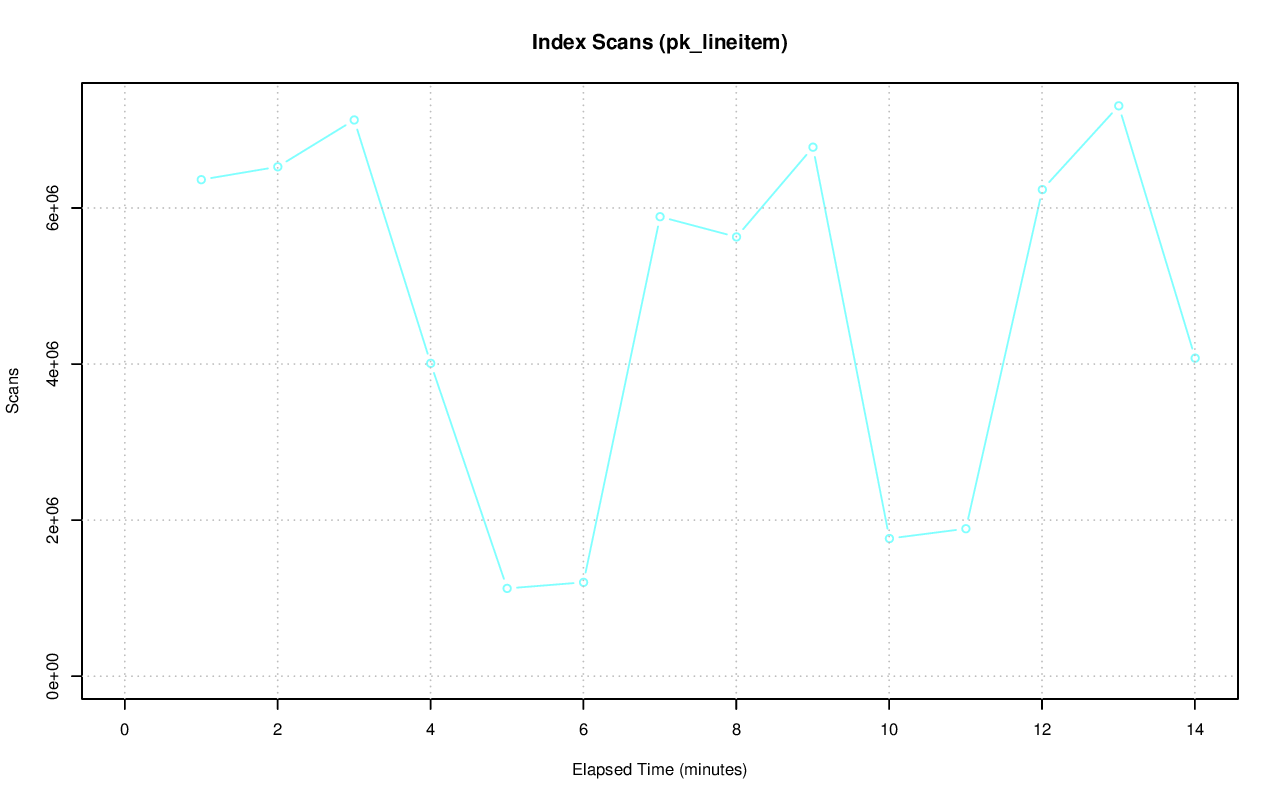 Index Scans (pk_lineitem)
Scans
6e+06
4e+06
2e+06
0e+00
0 2 4 6 8 10 12 14
Elapsed Time (minutes)